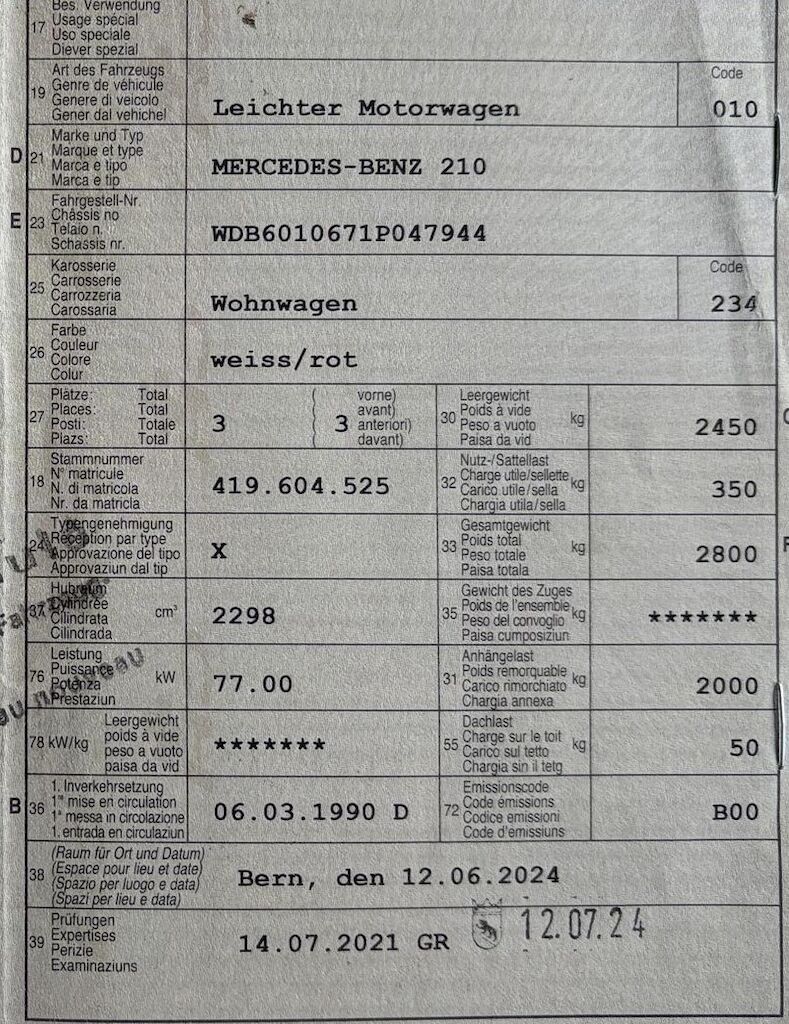 Bes. Verwendung
17 Usage spécial
Uso speciale
Diever spezial
Art des Fahrzeugs
Genre de véhicule
19 Genere di veicolo
Gener dal vehichel
Leichter Motorwagen
Code
010
Marke und Typ
D 21 Marque et type
Marca e tipo
Marca e tip
MERCEDES-BENZ 210
Fahrgestell-Nr.
E 23 Châssis no
Telaio n.
Schassis nr.
WDB6010671P047944
Karosserie
25 Carrosserie
Carrozzeria
Carossaria
Wohnwagen
Code
234
Farbe
26 Couleur
Colore
Colur
weiss/rot
Plätze: Total
27 Places: Total
Posti: Totale
Plazs: Total
3
( vorne)
( avant)
3 anteriori)
( davant)
Leergewicht
30 Poids à vide kg
Peso a vuoto
Paisa da vid
2450
Stammnummer
18 N° matricule
N. di matricola
Nr. da matricla
419.604.525
Nutz-/Sattellast
32 Charge utile/sellette kg
Carico utile/sella
Chargia utila/sella
350
Typengenehmigung
24 Réception par type
Approvazione del tipo
Approvaziun dal tip
X
Gesamtgewicht
33 Poids total kg
Peso totale
Paisa totala
2800
Hubraum
37 Cylindrée cm³
Cilindrata
Cilindrada
2298
Gewicht des Zuges
35 Poids de l'ensemble kg
Peso del convoglio
Paisa cumposiziun
*******
Leistung
76 Puissance kW
Potenza
Prestaziun
77.00
Anhängelast
31 Poids remorquable kg
Carico rimorchiato
Chargia annexa
2000
Leergewicht
78 kW/kg poids à vide
peso a vuoto
paisa da vid
*******
Dachlast
55 Charge sur le toit kg
Carico sul tetto
Chargia sin il tetg
50
1. Inverkehrsetzung
B 36 1re mise en circulation
1a messa in circolazione
1. entrada en circulaziun
06.03.1990 D
Emissionscode
72 Code émissions
Codice emissioni
Code d'emissiuns
B00
(Raum für Ort und Datum)
38 (Espace pour lieu et date)
(Spazio per luogo e data)
(Spazi per lieu e data)
Bern, den 12.06.2024
Prüfungen
39 Expertises
Perizie
Examinaziuns
14.07.2021 GR
12.07.24